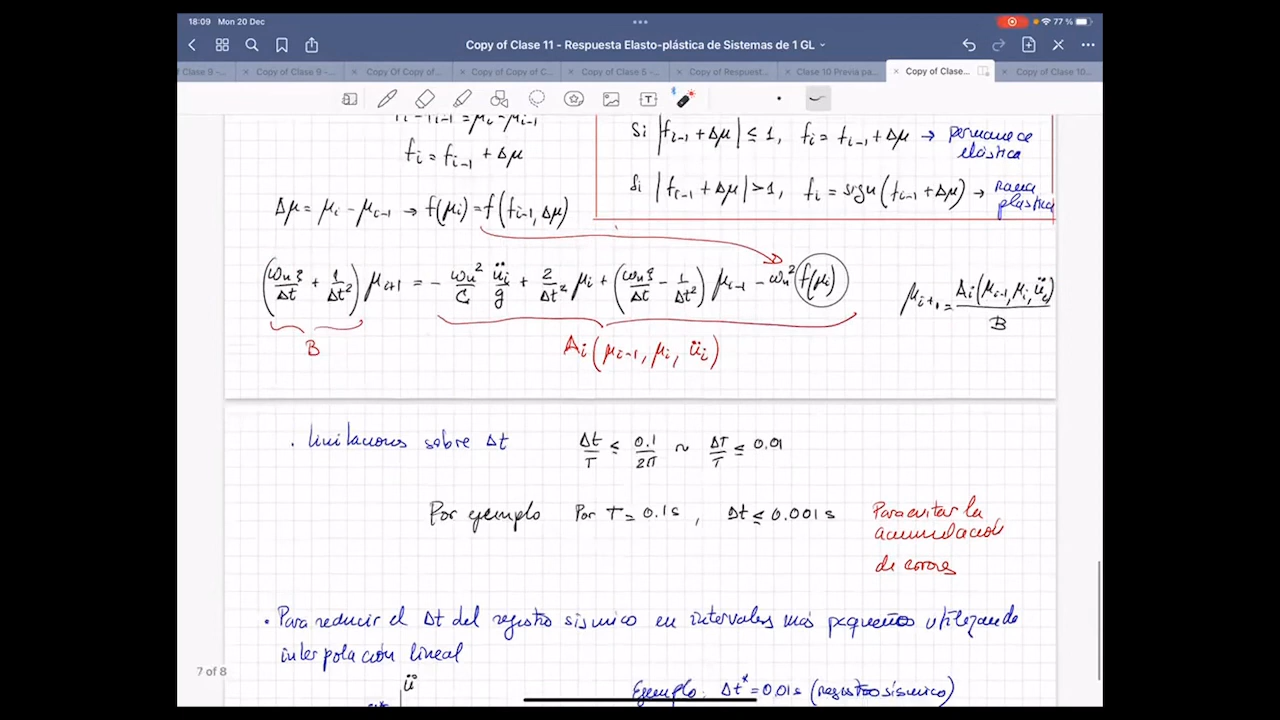 18:09 Mon 20 Dec
77 %
Copy of Clase 11 - Respuesta Elasto-plástica de Sistemas de 1 GL
Clase 9 -...
Copy of Clase 9 -...
Copy Of Copy of...
Copy of Copy of C...
Copy of Clase 5 -...
Copy of Respuest...
Clase 10 Previa pa...
Copy of Clase...
Copy of Clase 10...
fi = fi-1 + Δμ
Si |fi-1 + Δμ| ≤ 1, fi = fi-1 + Δμ → permanece elástica
Si |fi-1 + Δμ| > 1, fi = sign(fi-1 + Δμ) → rama plástica
Δμ = μi - μi-1 → f(μi) = f(fi-1, Δμ)
(ωn ξ/Δt + 1/Δt²) μi+1 = - ωn²/C üi/g + 2/Δt² μi + (ωn ξ/Δt - 1/Δt²) μi-1 - ωn² f(μi)
μi+1 = Ai(μi-1, μi, üi)/B
B
Ai(μi-1, μi, üi)
. limitaciones sobre Δt
Δt/T ≤ 0.1/2π ~ ΔT/T ≤ 0.01
Por ejemplo Por T = 0.1s, Δt ≤ 0.001 s
Para evitar la
acumulación
de errores
• Para reducir el Δt del registro sísmico en intervalos más pequeños utilizando
interpolación lineal
7 of 8
ü
Ejemplo: Δt* = 0.01s (registro sísmico)